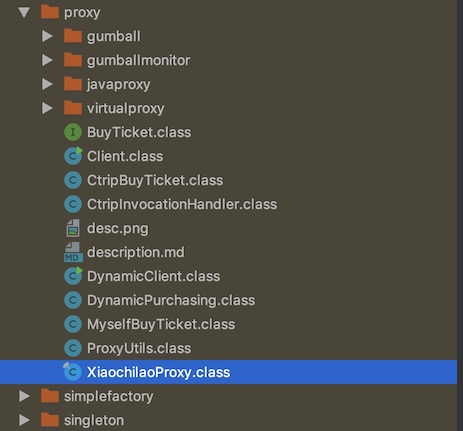 proxy
gumball
gumballmonitor
javaproxy
virtualproxy
I BuyTicket.class
C Client.class
C CtripBuyTicket.class
C CtripInvocationHandler.class
desc.png
MD description.md
C DynamicClient.class
C DynamicPurchasing.class
C MyselfBuyTicket.class
C ProxyUtils.class
C XiaochilaoProxy.class
simplefactory
singleton